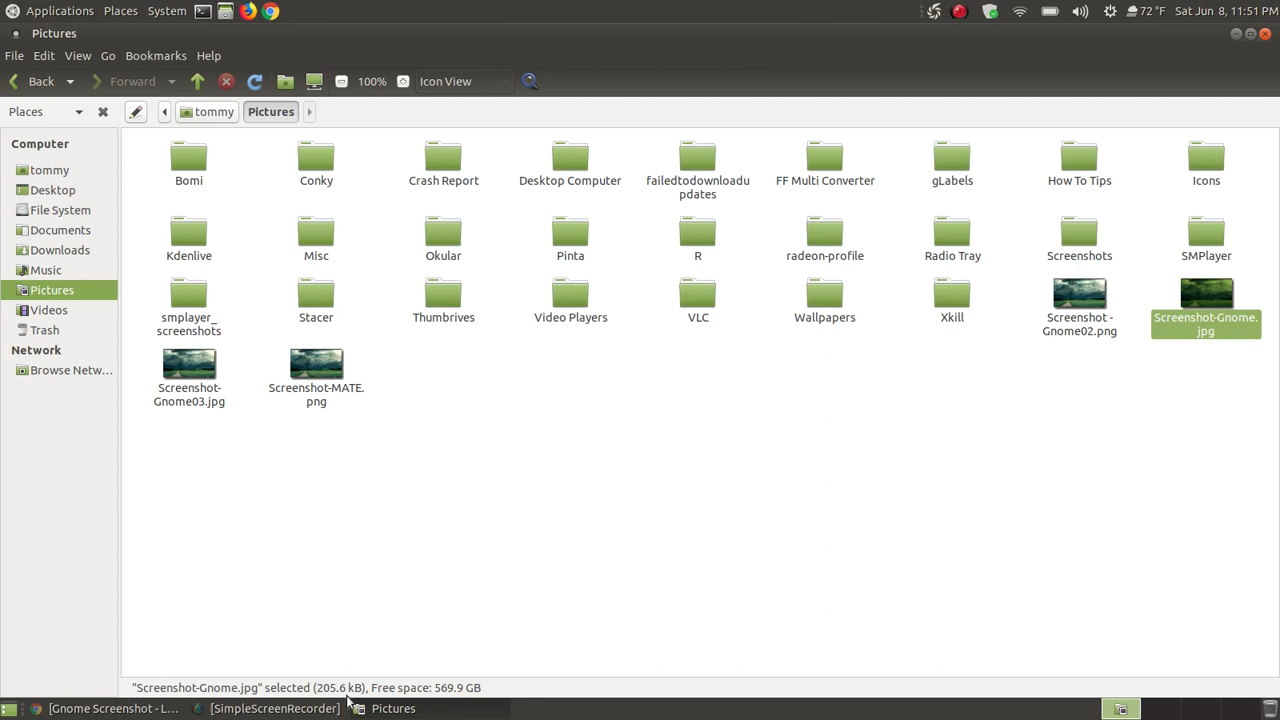 Applications Places System 72 °F Sat Jun 8, 11:51 PM
Pictures
File Edit View Go Bookmarks Help
Back Forward 100% Icon View
Places tommy Pictures
Computer
tommy
Desktop
File System
Documents
Downloads
Music
Pictures
Videos
Trash
Network
Browse Netw...
Bomi Conky Crash Report Desktop Computer failedtodownloadu FF Multi Converter gLabels How To Tips Icons
pdates
Kdenlive Misc Okular Pinta R radeon-profile Radio Tray Screenshots SMPlayer
smplayer_ Stacer Thumbrives Video Players VLC Wallpapers Xkill Screenshot - Screenshot-Gnome.
screenshots Gnome02.png jpg
Screenshot- Screenshot-MATE.
Gnome03.jpg png
"Screenshot-Gnome.jpg" selected (205.6 kB), Free space: 569.9 GB
[Gnome Screenshot - L... [SimpleScreenRecorder] Pictures